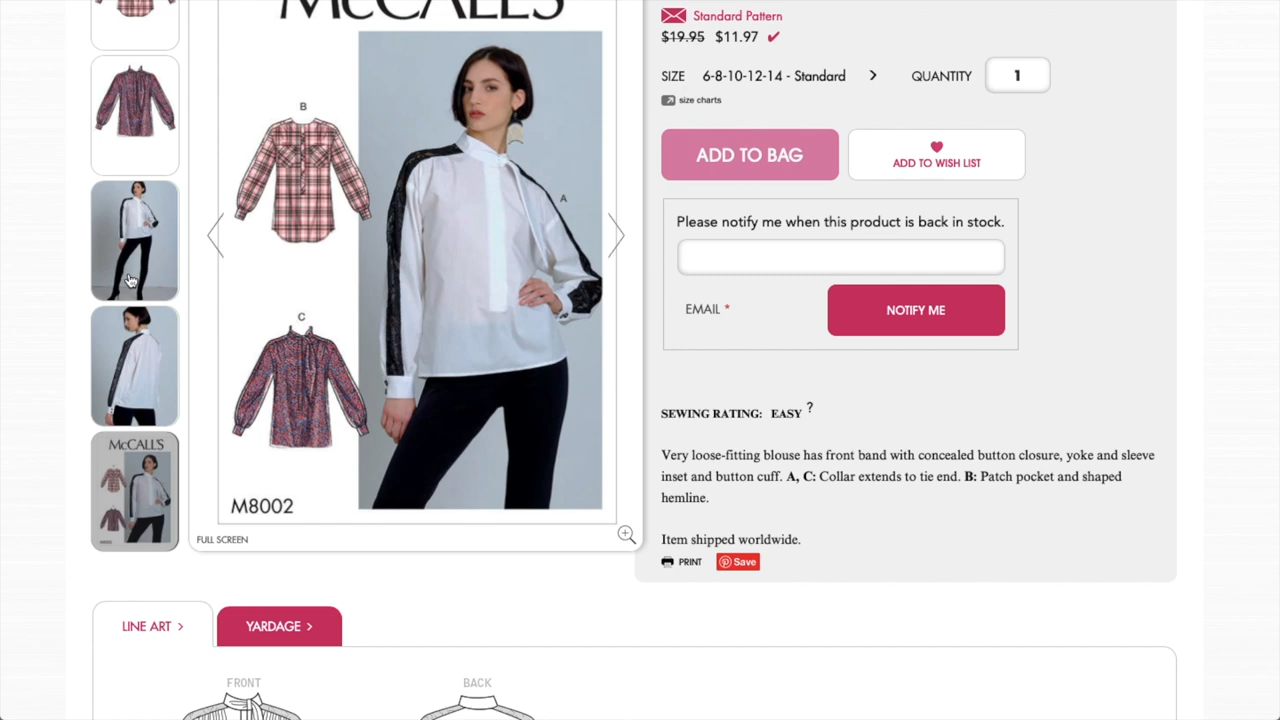 McCALL'S
B
A
C
M8002
FULL SCREEN
McCALL'S
Standard Pattern
$19.95 $11.97
SIZE 6-8-10-12-14 - Standard > QUANTITY 1
size charts
ADD TO BAG
ADD TO WISH LIST
Please notify me when this product is back in stock.
EMAIL *
NOTIFY ME
SEWING RATING: EASY ?
Very loose-fitting blouse has front band with concealed button closure, yoke and sleeve
inset and button cuff. A, C: Collar extends to tie end. B: Patch pocket and shaped
hemline.
Item shipped worldwide.
PRINT Save
LINE ART >
YARDAGE >
FRONT
BACK